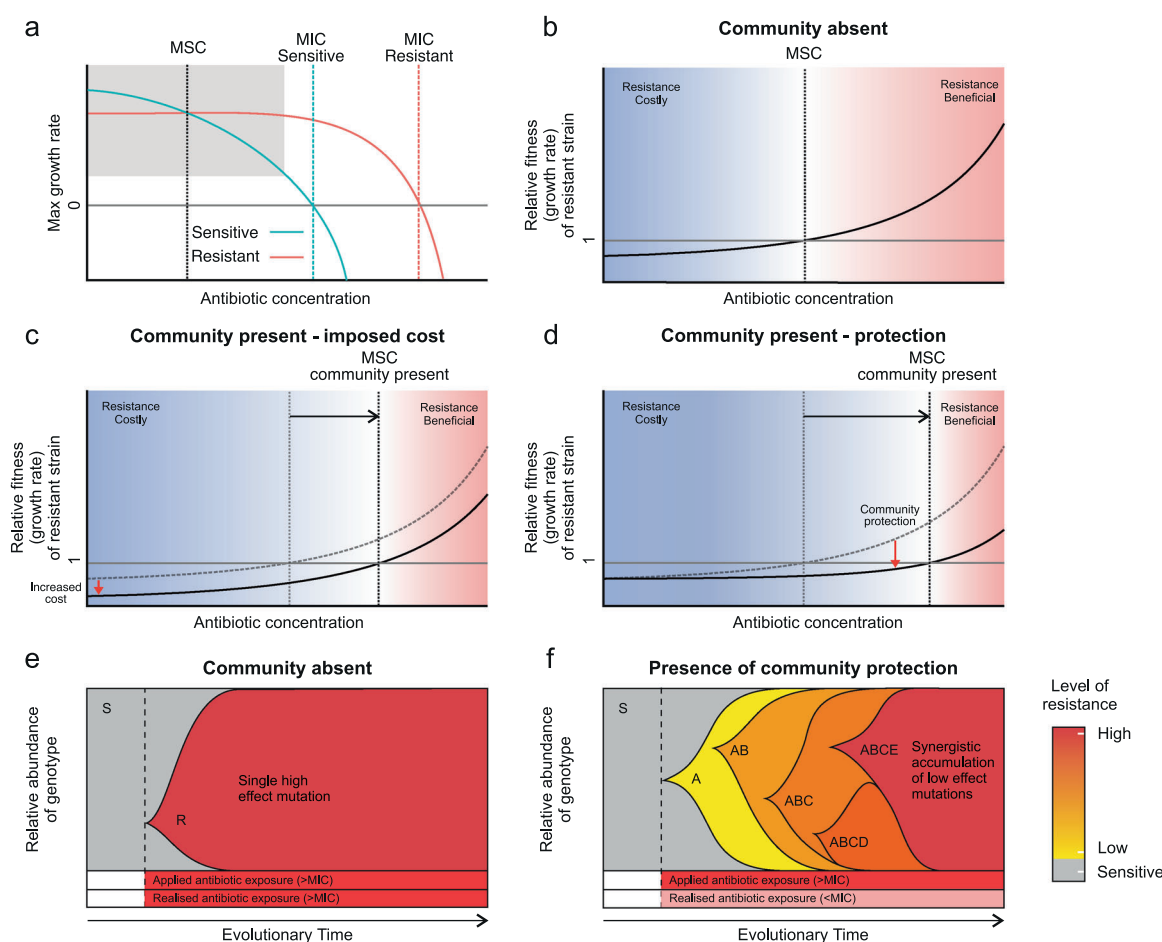 a
MSC
MIC
Sensitive
MIC
Resistant
Max growth rate
0
Sensitive
Resistant
Antibiotic concentration
b
Community absent
MSC
Resistance
Costly
Resistance
Beneficial
Relative fitness
(growth rate)
of resistant strain
1
Antibiotic concentration
c
Community present - imposed cost
MSC
community present
Resistance
Costly
Resistance
Beneficial
Relative fitness
(growth rate)
of resistant strain
1
Increased
cost
Antibiotic concentration
d
Community present - protection
MSC
community present
Resistance
Costly
Resistance
Beneficial
Community
protection
Relative fitness
(growth rate)
of resistant strain
1
Antibiotic concentration
e
Community absent
Relative abundance
of genotype
S
R
Single high
effect mutation
Applied antibiotic exposure (>MIC)
Realised antibiotic exposure (>MIC)
Evolutionary Time
f
Presence of community protection
Relative abundance
of genotype
S
A
AB
ABC
ABCD
ABCE
Synergistic
accumulation
of low effect
mutations
Applied antibiotic exposure (>MIC)
Realised antibiotic exposure (<MIC)
Evolutionary Time
Level of
resistance
High
Low
Sensitive